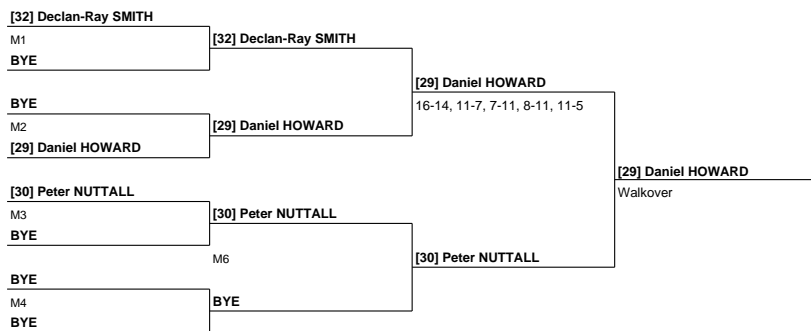 [32] Declan-Ray SMITH
M1
[32] Declan-Ray SMITH
BYE
[29] Daniel HOWARD
BYE
16-14, 11-7, 7-11, 8-11, 11-5
M2
[29] Daniel HOWARD
[29] Daniel HOWARD
[29] Daniel HOWARD
[30] Peter NUTTALL
Walkover
M3
[30] Peter NUTTALL
BYE
M6
[30] Peter NUTTALL
BYE
M4
BYE
BYE